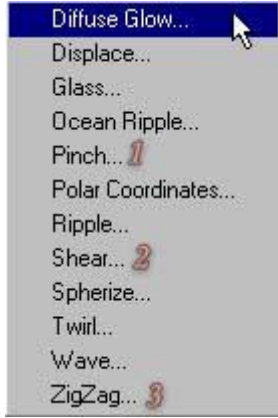 Diffuse Glow...
Displace...
Glass...
Ocean Ripple...
Pinch... 1
Polar Coordinates...
Ripple...
Shear... 2
Spherize...
Twirl...
Wave...
ZigZag... 3